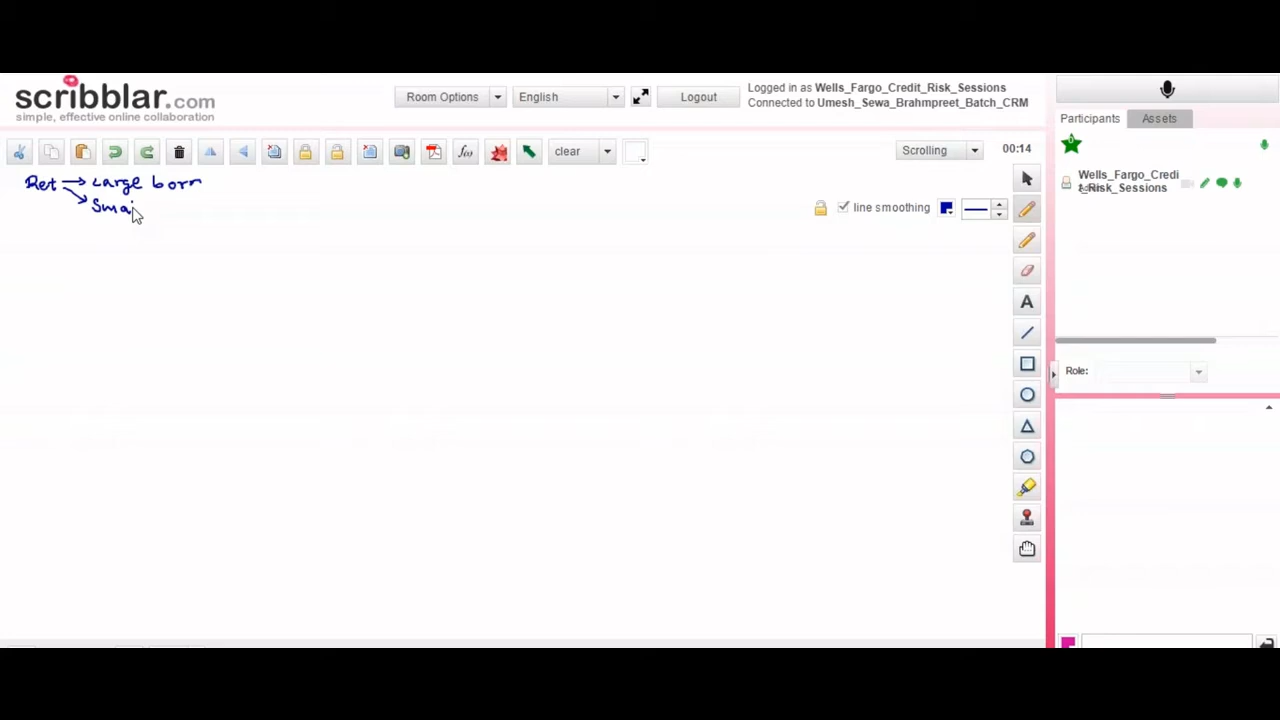 scribblar.com
simple, effective online collaboration
Room Options
English
Logout
Logged in as Wells_Fargo_Credit_Risk_Sessions
Connected to Umesh_Sewa_Brahmpreet_Batch_CRM
clear
Scrolling
00:14
line smoothing
Ret → Large borr
Smai
Participants
Assets
Wells_Fargo_Credi
t_Risk_Sessions
Role: